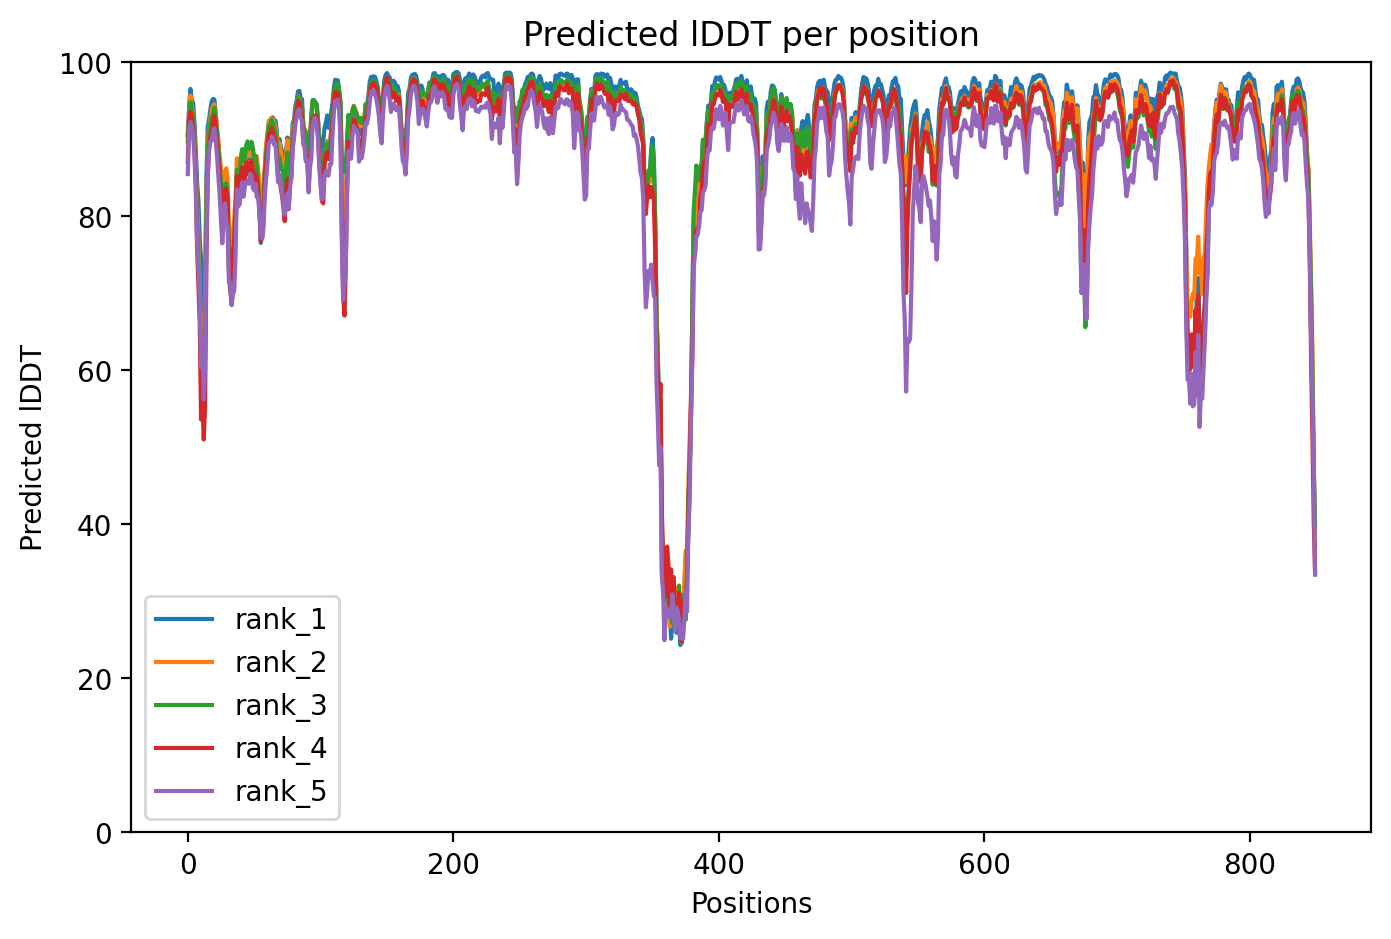 Predicted lDDT per position
100
80
60
40
20
0
Predicted lDDT
rank_1
rank_2
rank_3
rank_4
rank_5
0 200 400 600 800
Positions